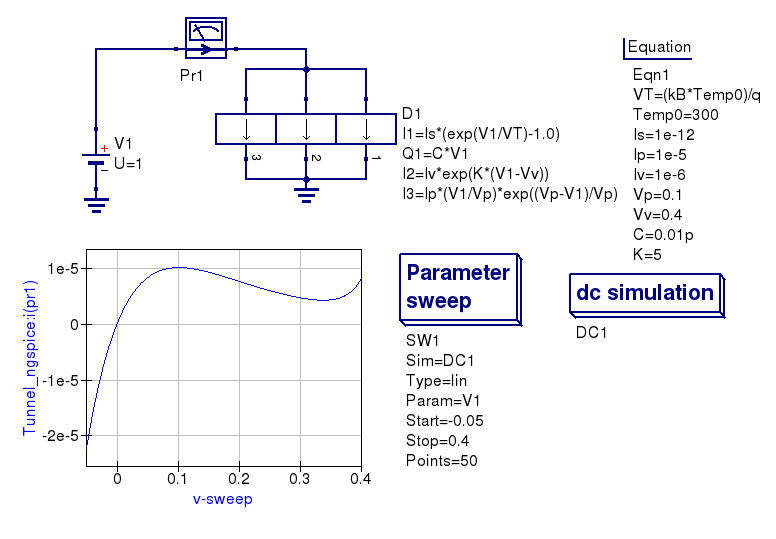 Pr1
V1
U=1
+
−
3
2
1
D1
I1=Is*(exp(V1/VT)-1.0)
Q1=C*V1
I2=Iv*exp(K*(V1-Vv))
I3=Ip*(V1/Vp)*exp((Vp-V1)/Vp)
Equation
Eqn1
VT=(kB*Temp0)/q
Temp0=300
Is=1e-12
Ip=1e-5
Iv=1e-6
Vp=0.1
Vv=0.4
C=0.01p
K=5
Tunnel_ngspice:i(pr1)
1e-5
0
-1e-5
-2e-5
0 0.1 0.2 0.3 0.4
v-sweep
Parameter
sweep
SW1
Sim=DC1
Type=lin
Param=V1
Start=-0.05
Stop=0.4
Points=50
dc simulation
DC1